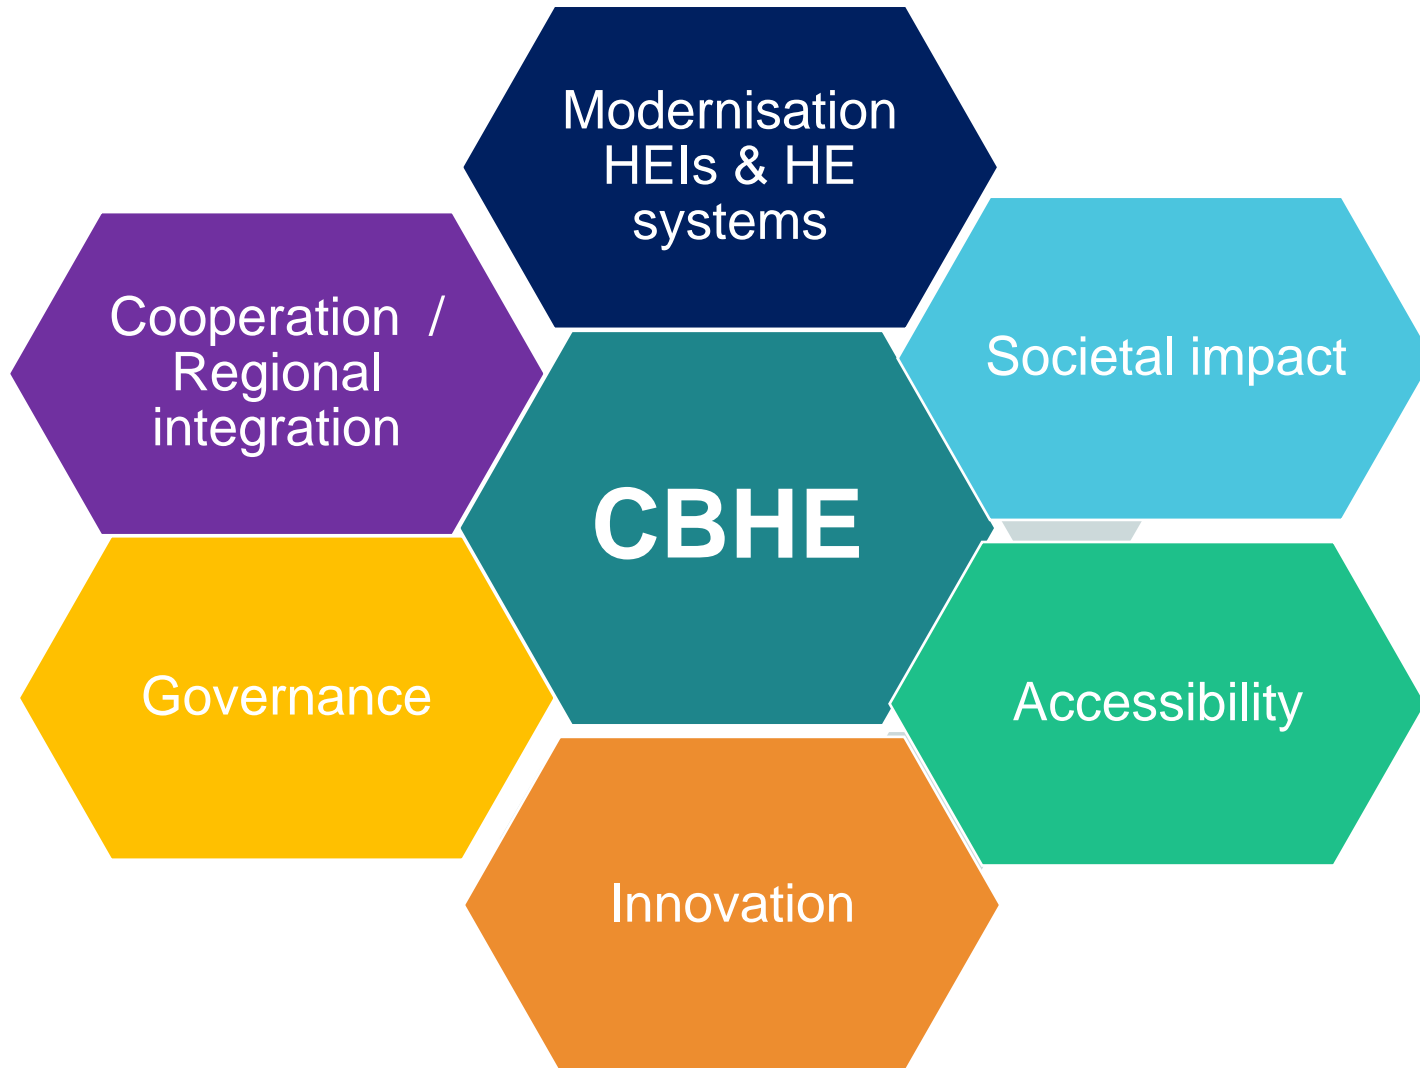 Modernisation
HEIs & HE
systems
Cooperation /
Regional
integration
Societal impact
CBHE
Governance
Accessibility
Innovation